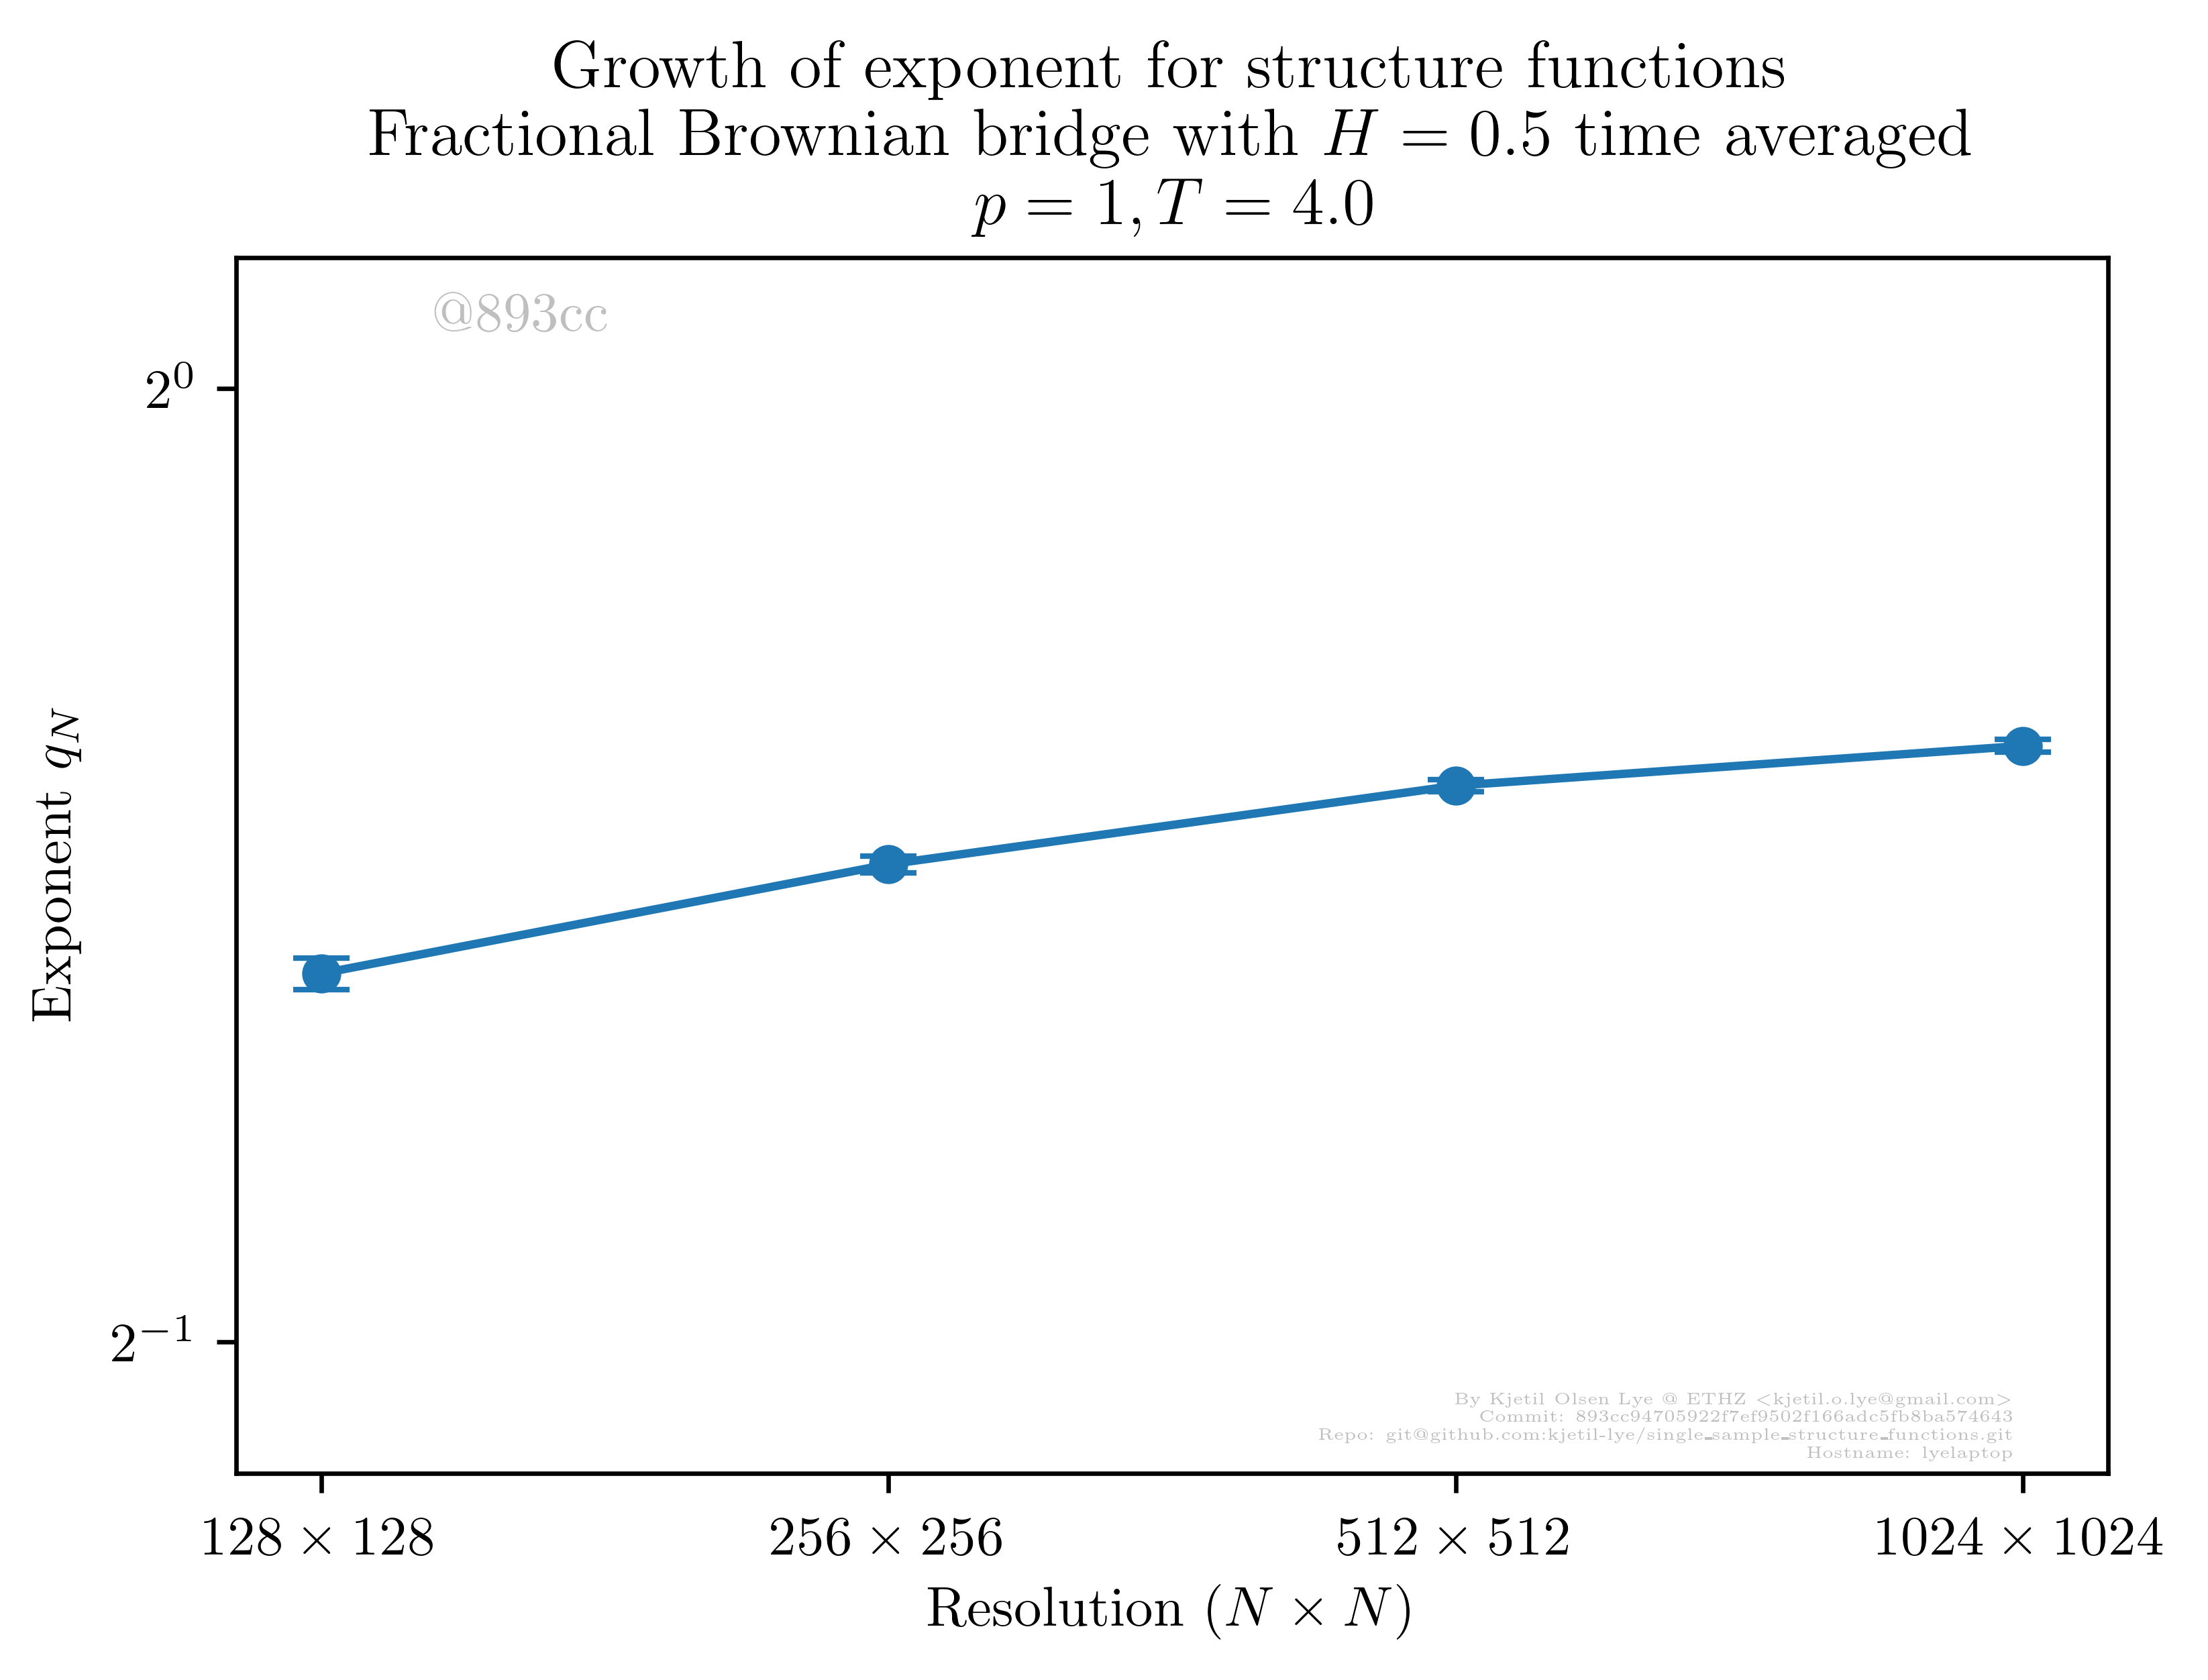 Growth of exponent for structure functions
Fractional Brownian bridge with H = 0.5 time averaged
p = 1, T = 4.0
@893cc
2⁰
Exponent q_N
2⁻¹
By Kjetil Olsen Lye @ ETHZ <kjetil.o.lye@gmail.com>
Commit: 893cc94705922f7ef9502f166adc5fb8ba574643
Repo: git@github.com:kjetil-lye/single_sample_structure_functions.git
Hostname: lyelaptop
128 × 128 256 × 256 512 × 512 1024 × 1024
Resolution (N × N)